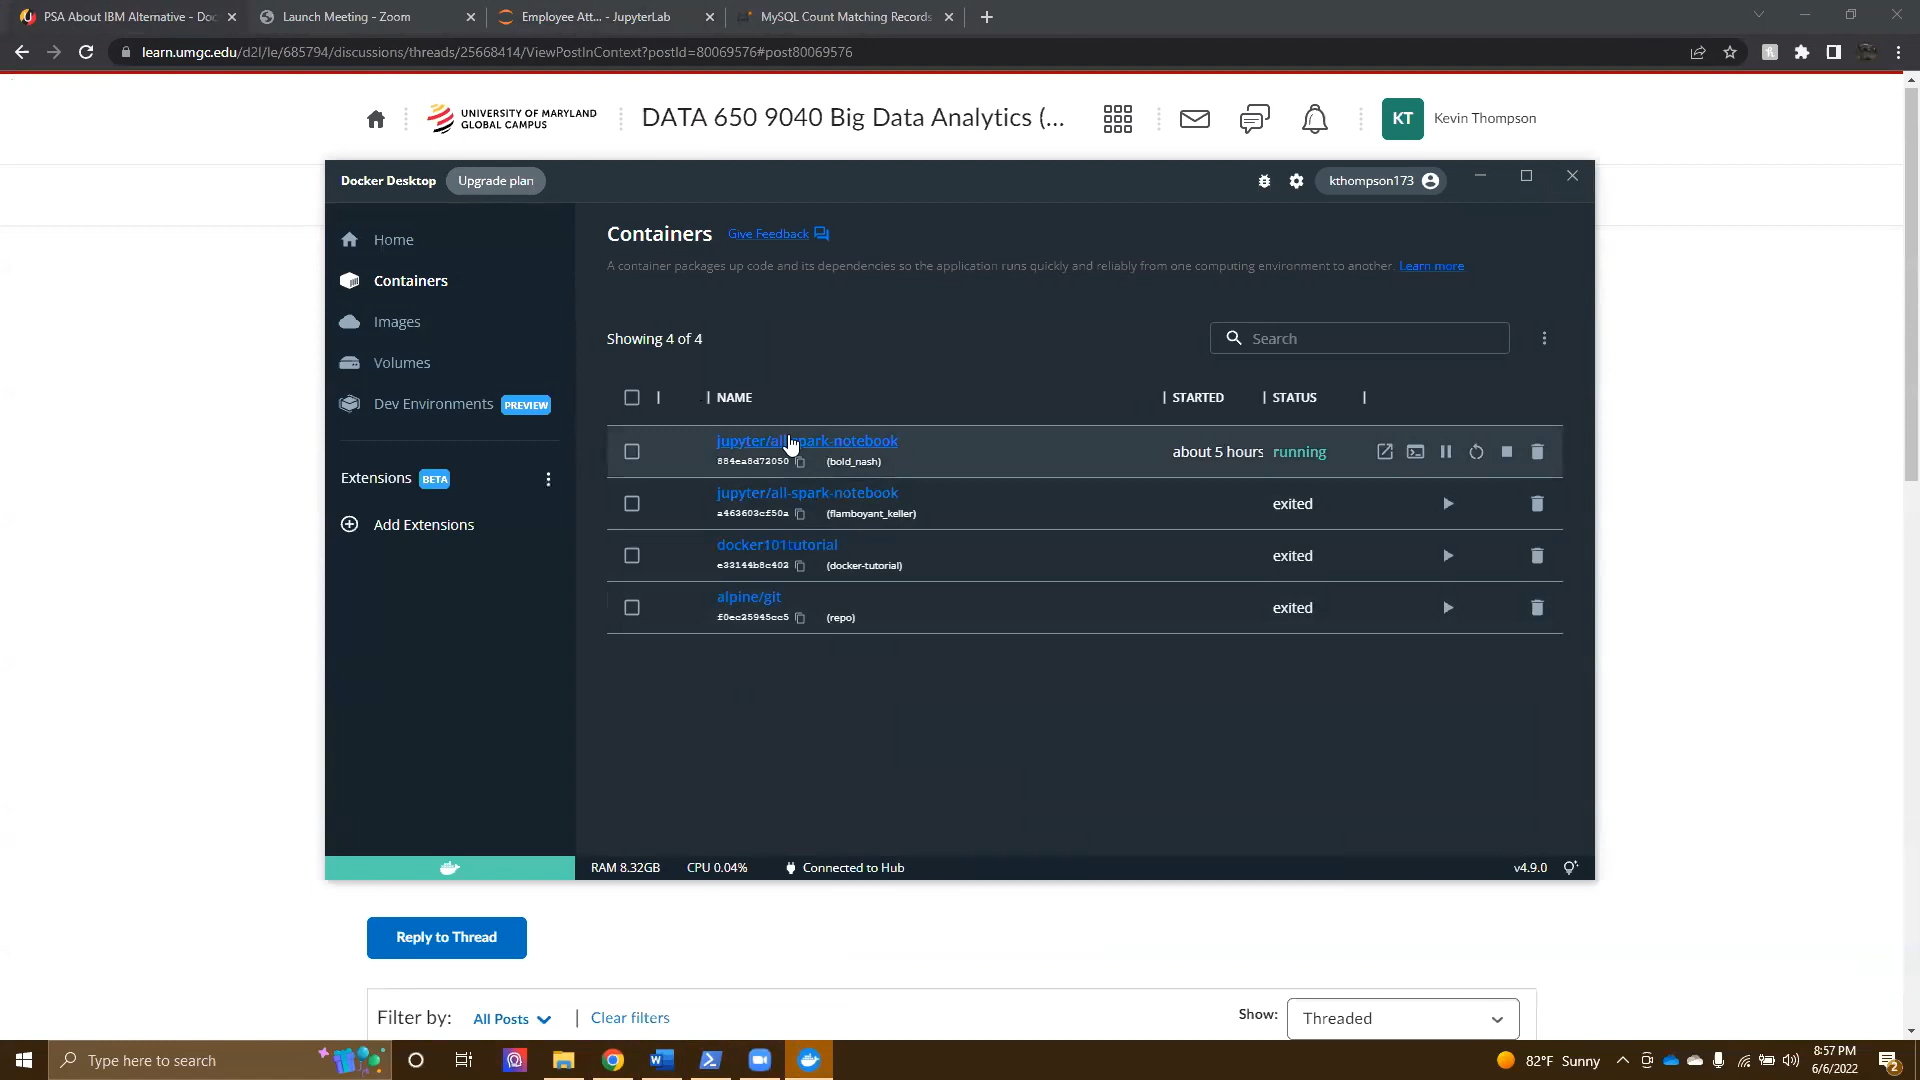 PSA About IBM Alternative - Doc
Launch Meeting - Zoom
Employee Att... - JupyterLab
MySQL Count Matching Records
learn.umgc.edu/d2l/le/685794/discussions/threads/25668414/ViewPostInContext?postId=80069576#post80069576
UNIVERSITY OF MARYLAND
GLOBAL CAMPUS
DATA 650 9040 Big Data Analytics (...
KT
Kevin Thompson
Docker Desktop
Upgrade plan
kthompson173
Home
Containers
Images
Volumes
Dev Environments PREVIEW
Extensions BETA
Add Extensions
Containers
Give Feedback
A container packages up code and its dependencies so the application runs quickly and reliably from one computing environment to another. Learn more
Showing 4 of 4
Search
NAME
STARTED
STATUS
jupyter/all-spark-notebook
884ea8d72050 (bold_nash)
about 5 hours running
jupyter/all-spark-notebook
a463603cf50a (flamboyant_keller)
exited
docker101tutorial
e33144b8c402 (docker-tutorial)
exited
alpine/git
f0ec25945cc5 (repo)
exited
RAM 8.32GB CPU 0.04% Connected to Hub
v4.9.0
Reply to Thread
Filter by: All Posts | Clear filters
Show: Threaded
Type here to search
82°F Sunny
8:57 PM
6/6/2022
2